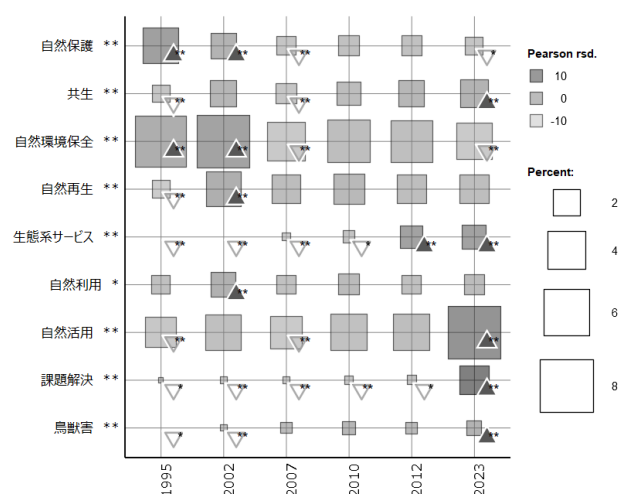 自然保護 **
** ** ** *
共生 **
** ** **
自然環境保全 **
** ** ** **
自然再生 **
** **
生態系サービス **
** ** ** * ** **
自然利用 *
**
自然活用 **
** ** **
課題解決 **
* ** ** ** * **
鳥獣害 **
* ** **
1995 2002 2007 2010 2012 2023
Pearson rsd.
10
0
-10
Percent:
2
4
6
8